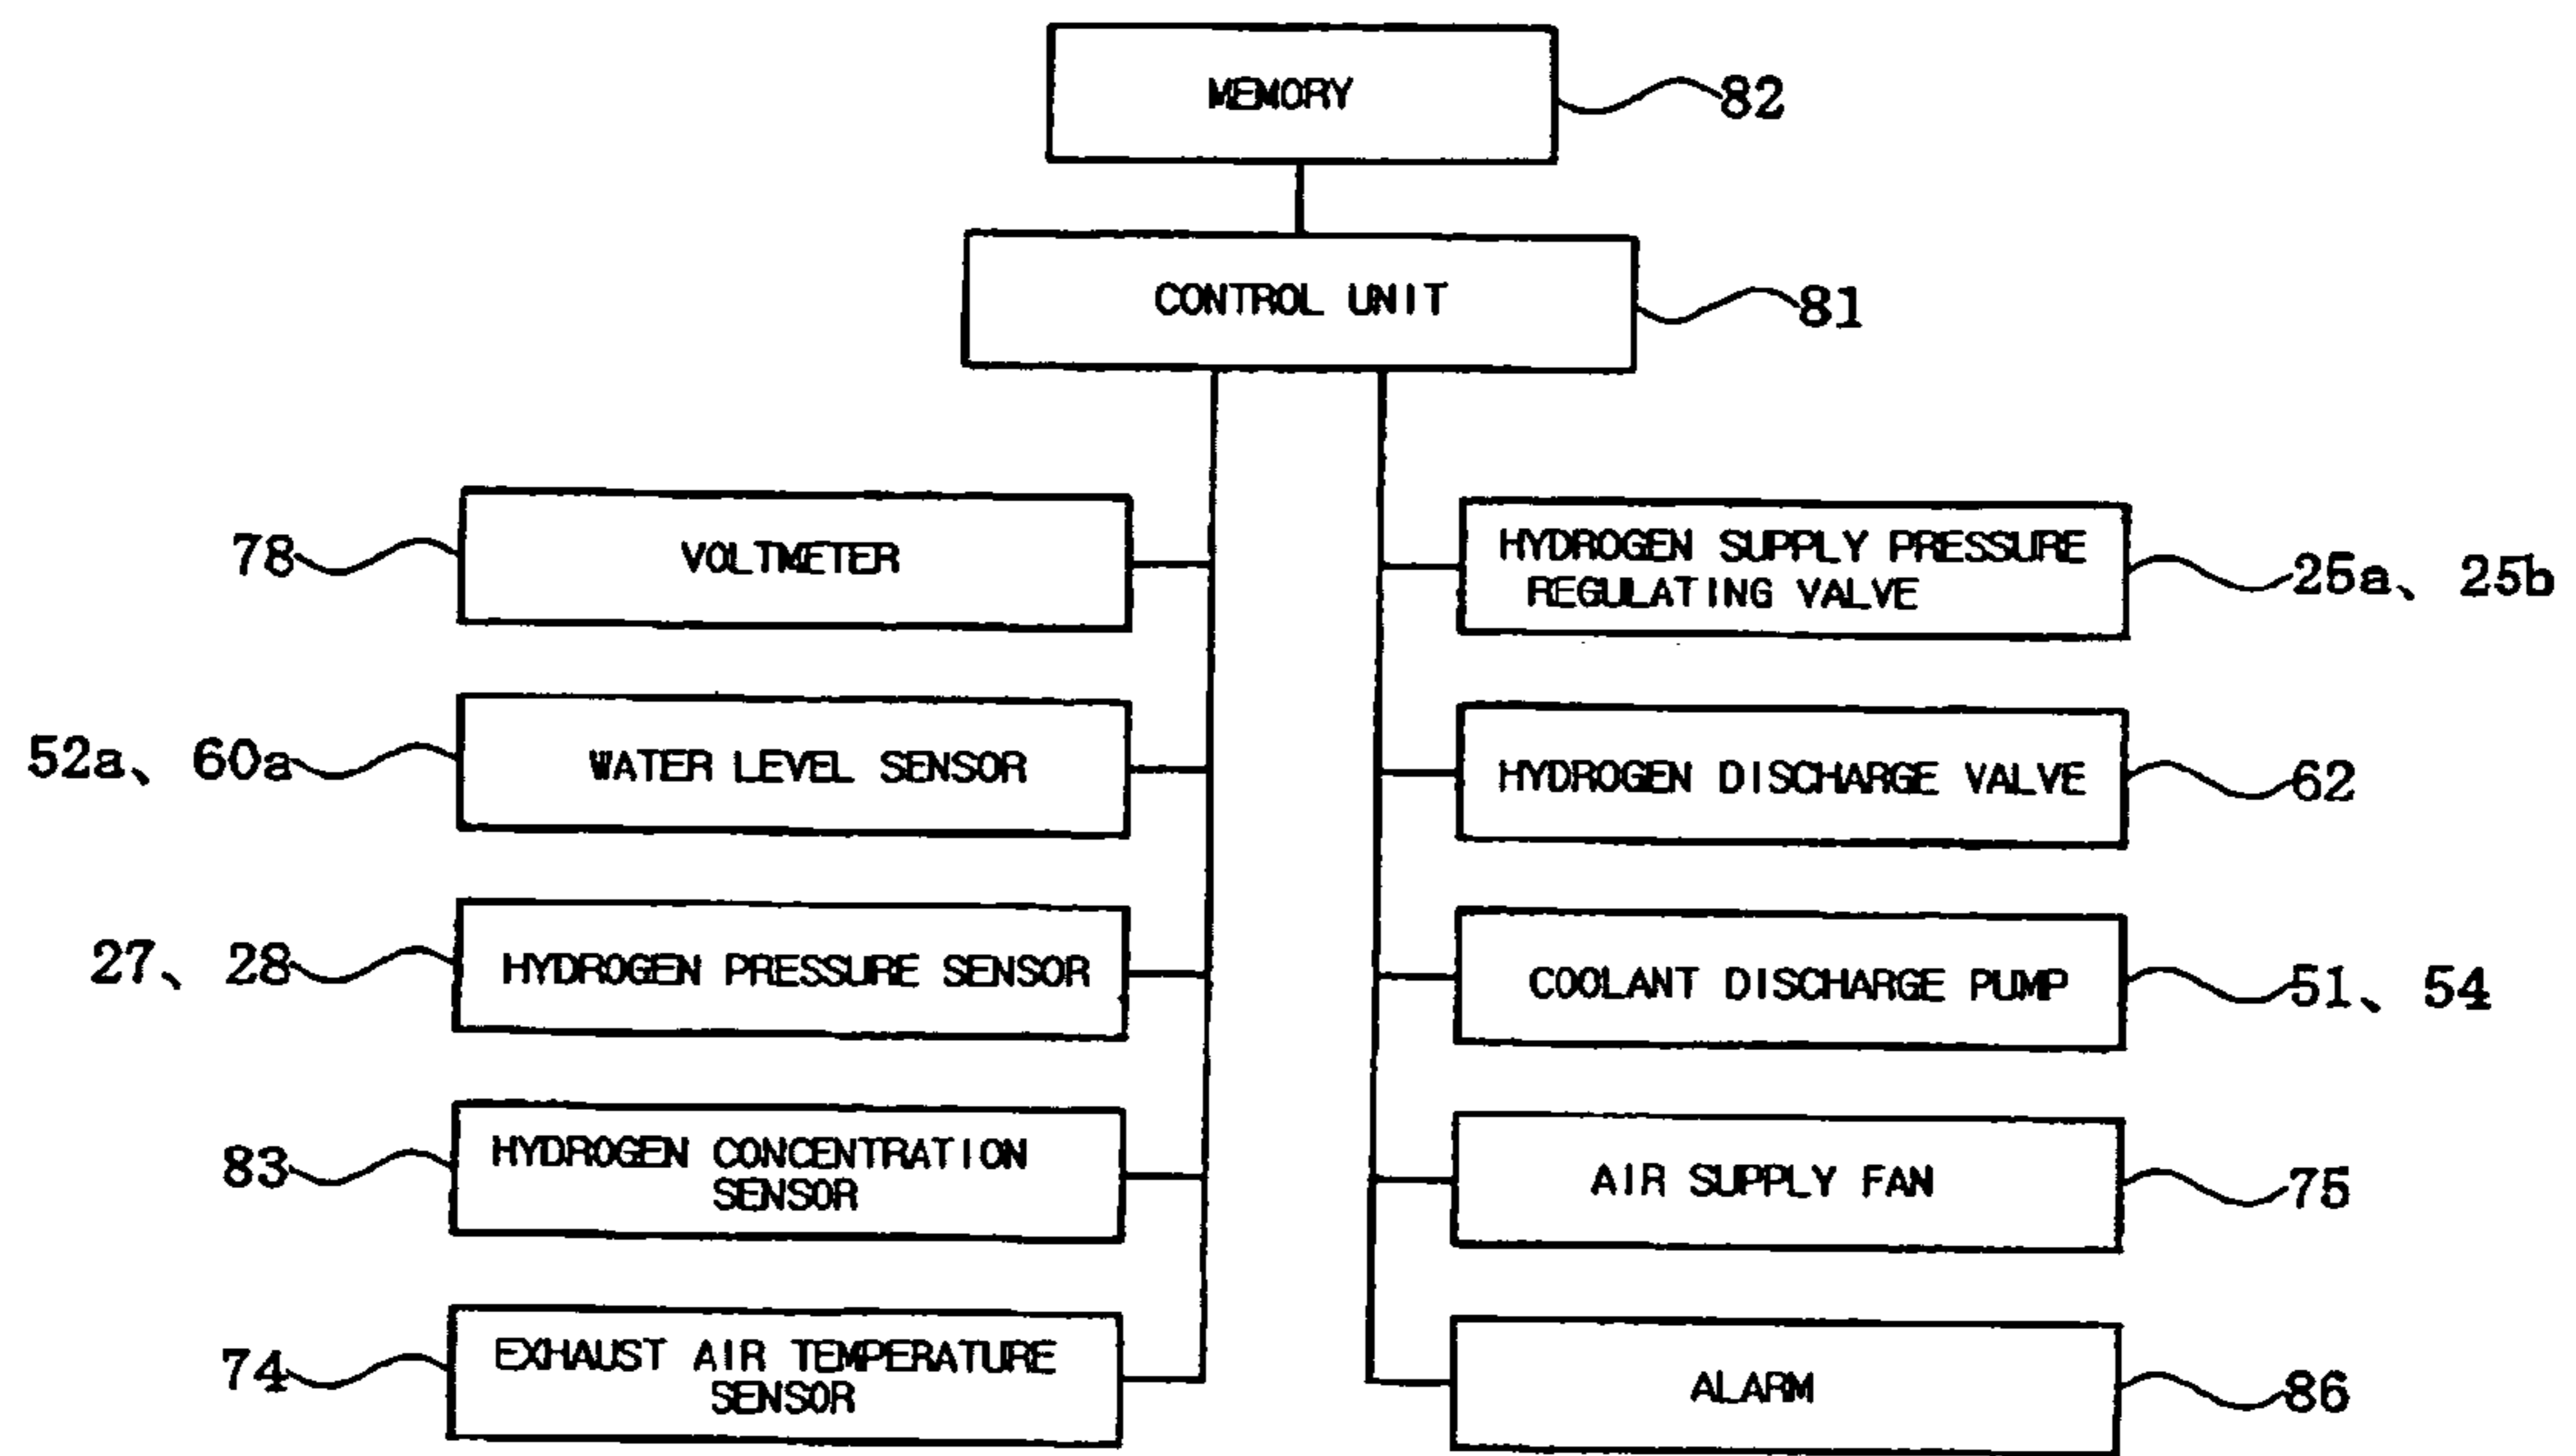 MEMORY
82
CONTROL UNIT
81
78
VOLTMETER
HYDROGEN SUPPLY PRESSURE
REGULATING VALVE
25a、25b
52a、60a
WATER LEVEL SENSOR
HYDROGEN DISCHARGE VALVE
62
27、28
HYDROGEN PRESSURE SENSOR
COOLANT DISCHARGE PUMP
51、54
83
HYDROGEN CONCENTRATION
SENSOR
AIR SUPPLY FAN
75
74
EXHAUST AIR TEMPERATURE
SENSOR
ALARM
86